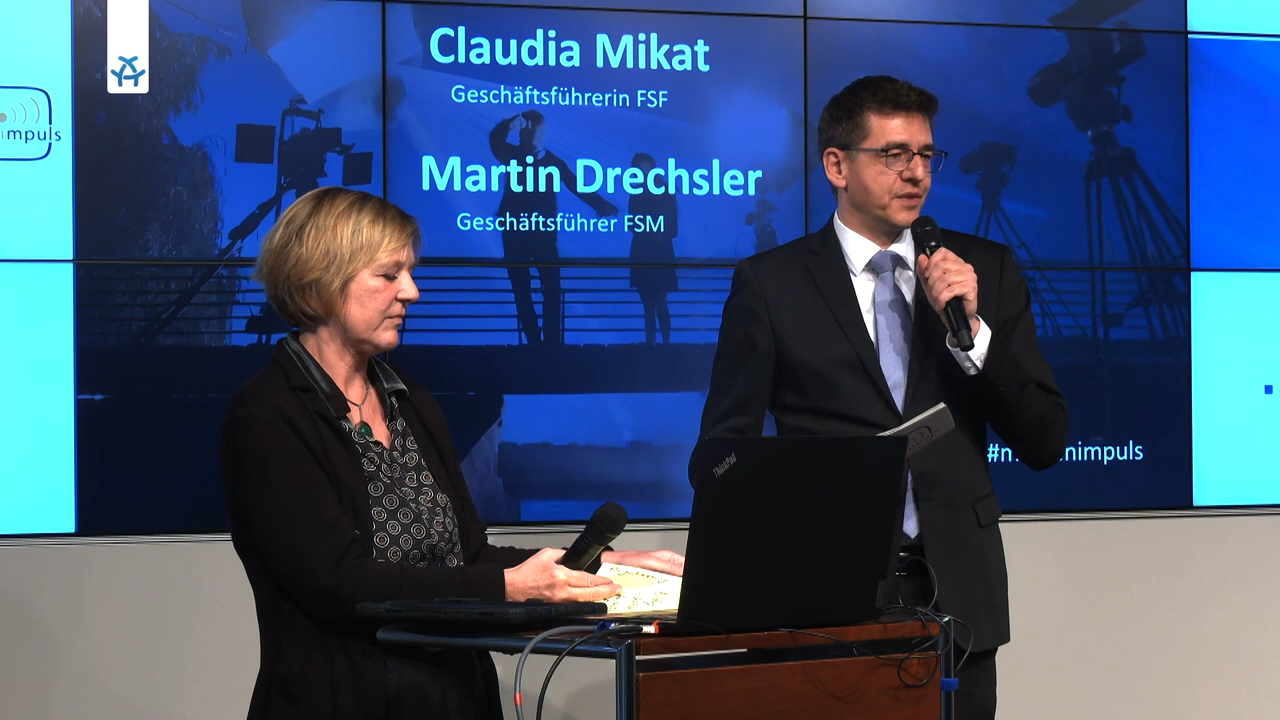 Claudia Mikat
Geschäftsführerin FSF
impuls
Martin Drechsler
Geschäftsführer FSM
ThinkPad